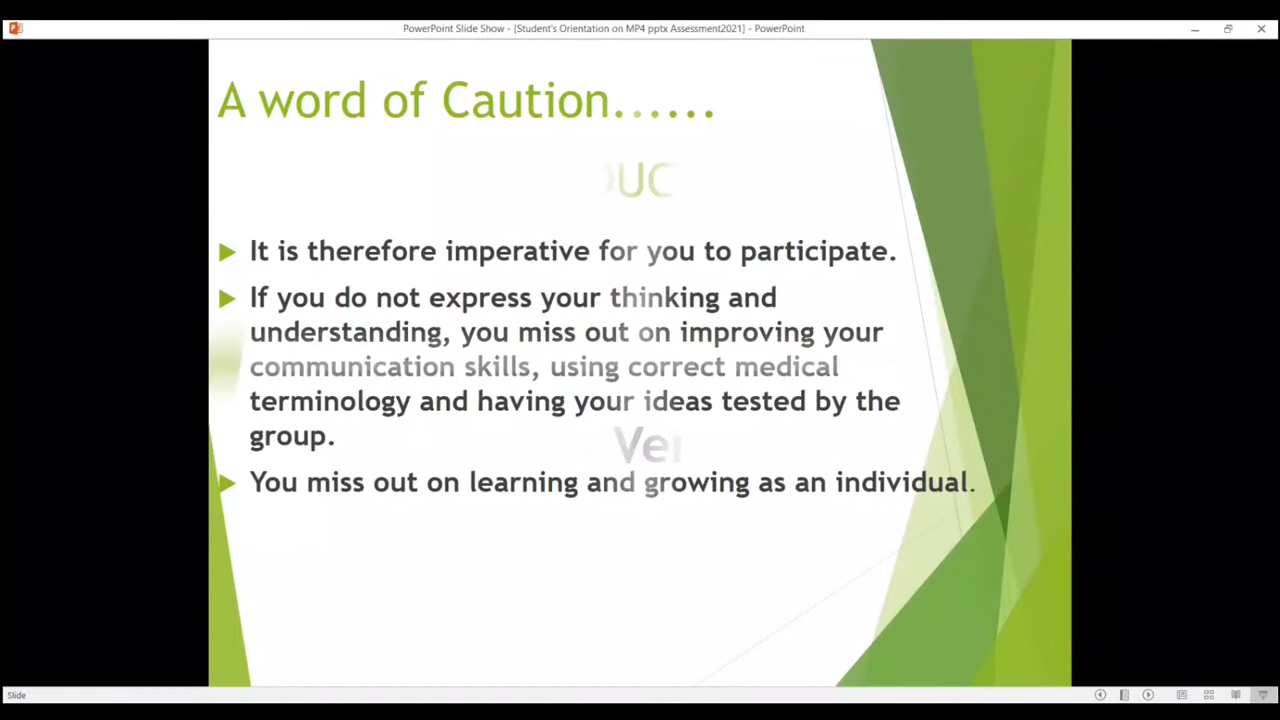 PowerPoint Slide Show - [Student's Orientation on MP4 pptx Assessment2021] - PowerPoint
A word of Caution......
It is therefore imperative for you to participate.
If you do not express your thinking and
understanding, you miss out on improving your
communication skills, using correct medical
terminology and having your ideas tested by the
group.
You miss out on learning and growing as an individual.
Slide